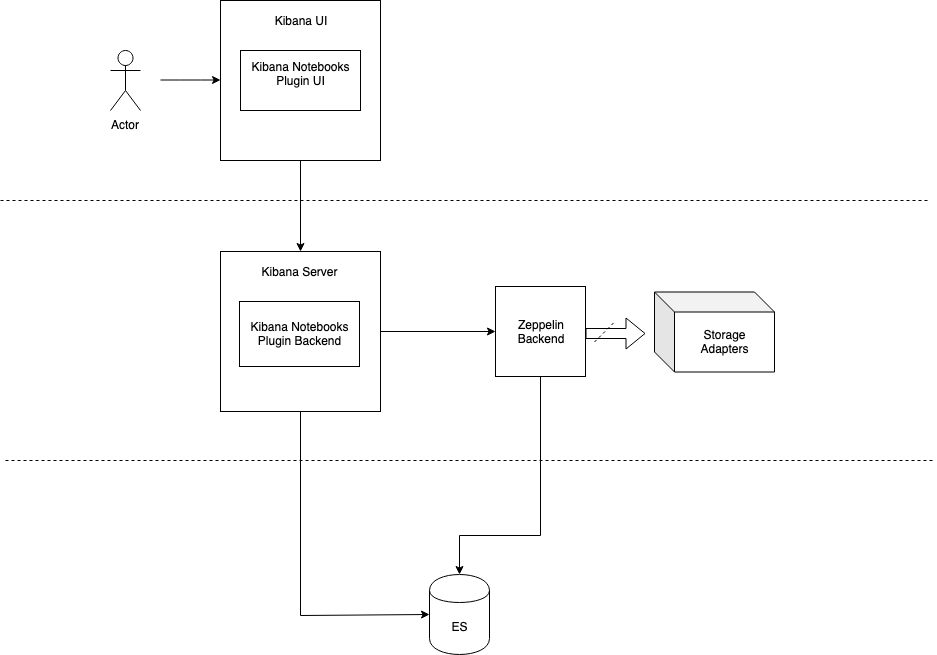 Kibana UI
Kibana Notebooks
Plugin UI
Actor
Kibana Server
Kibana Notebooks
Plugin Backend
Zeppelin
Backend
Storage
Adapters
ES